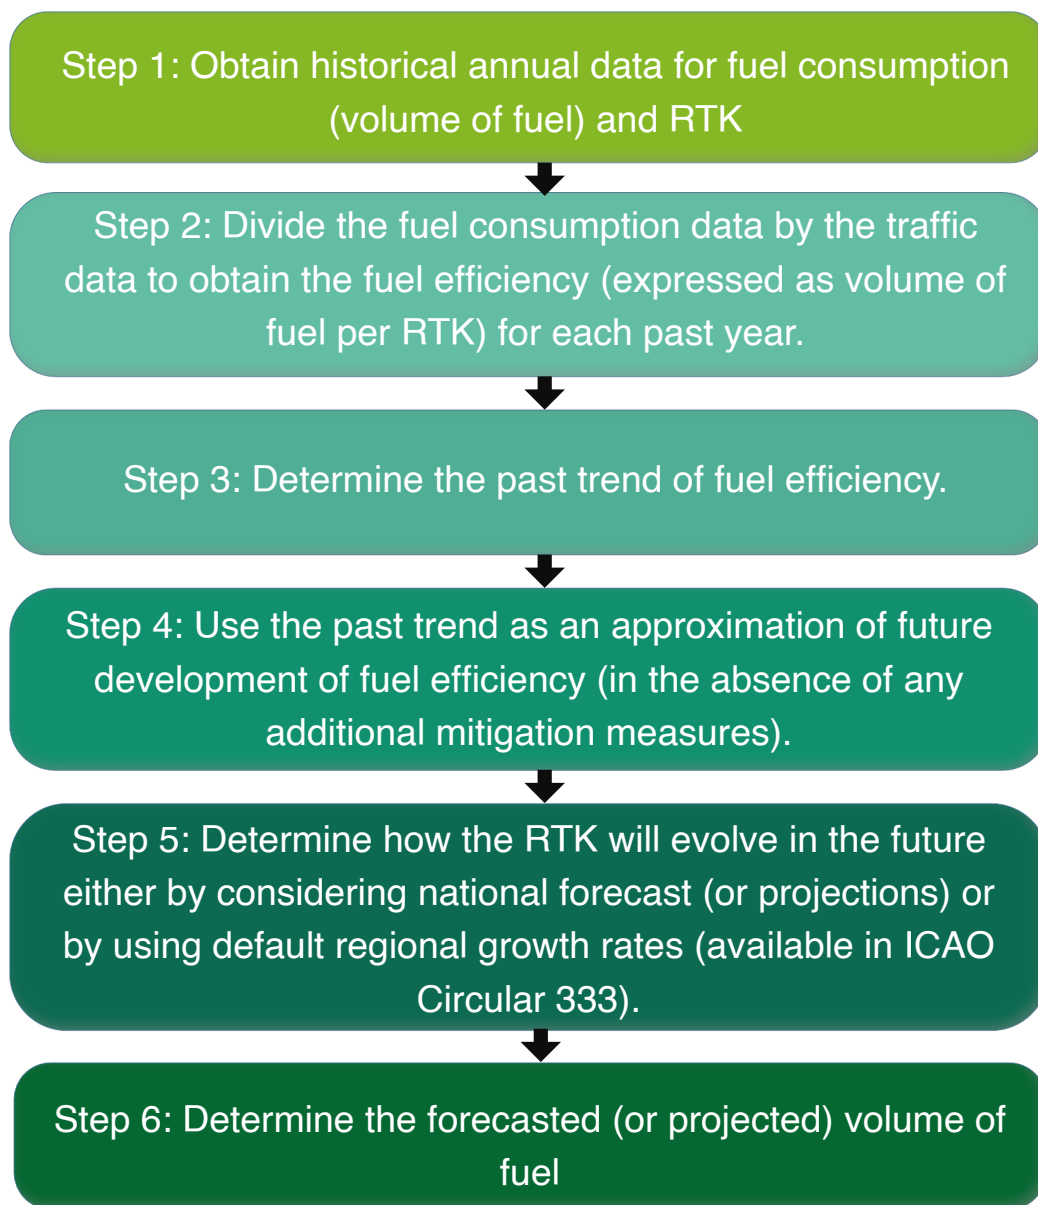 Step 1: Obtain historical annual data for fuel consumption
(volume of fuel) and RTK
Step 2: Divide the fuel consumption data by the traffic
data to obtain the fuel efficiency (expressed as volume of
fuel per RTK) for each past year.
Step 3: Determine the past trend of fuel efficiency.
Step 4: Use the past trend as an approximation of future
development of fuel efficiency (in the absence of any
additional mitigation measures).
Step 5: Determine how the RTK will evolve in the future
either by considering national forecast (or projections) or
by using default regional growth rates (available in ICAO
Circular 333).
Step 6: Determine the forecasted (or projected) volume of
fuel